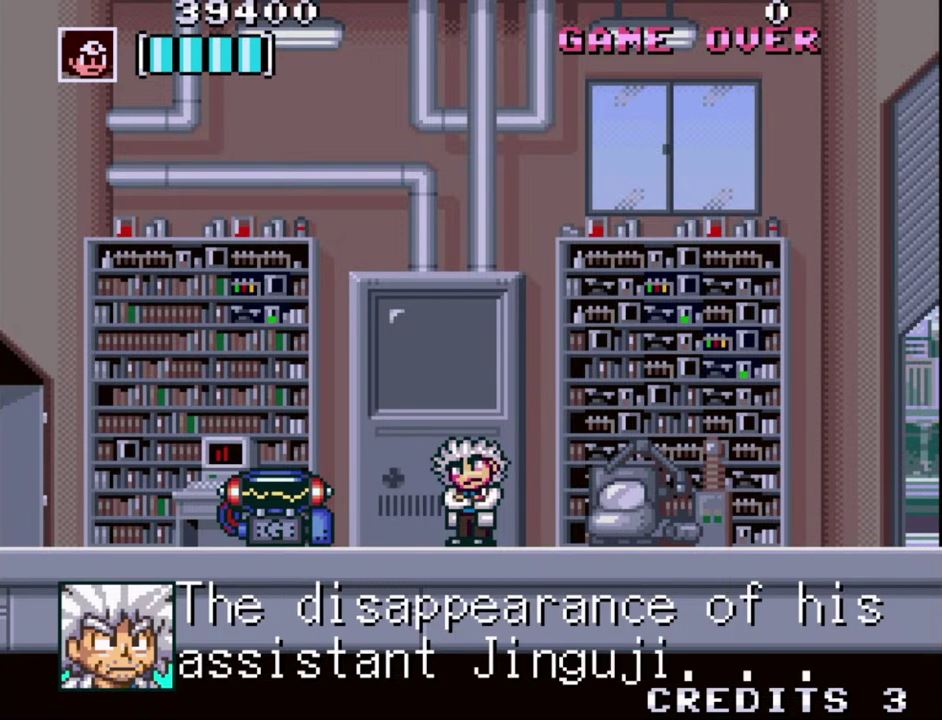 39400
0
GAME OVER
The disappearance of his
assistant Jinguji. . .
CREDITS 3